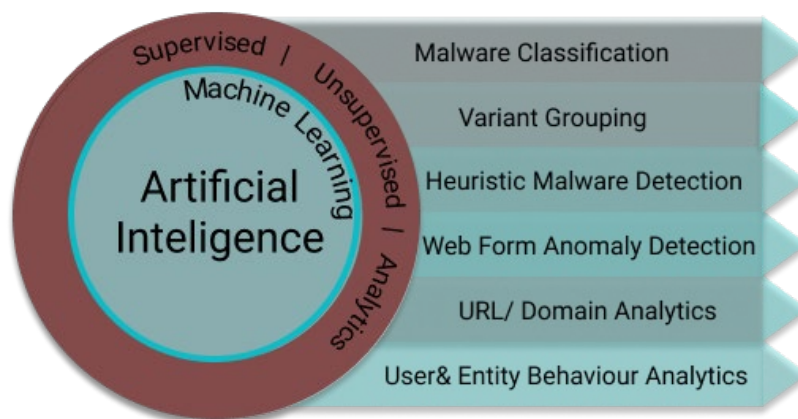 Supervised | Unsupervised | Analytics
Machine Learning
Artificial
Inteligence
Malware Classification
Variant Grouping
Heuristic Malware Detection
Web Form Anomaly Detection
URL/ Domain Analytics
User& Entity Behaviour Analytics